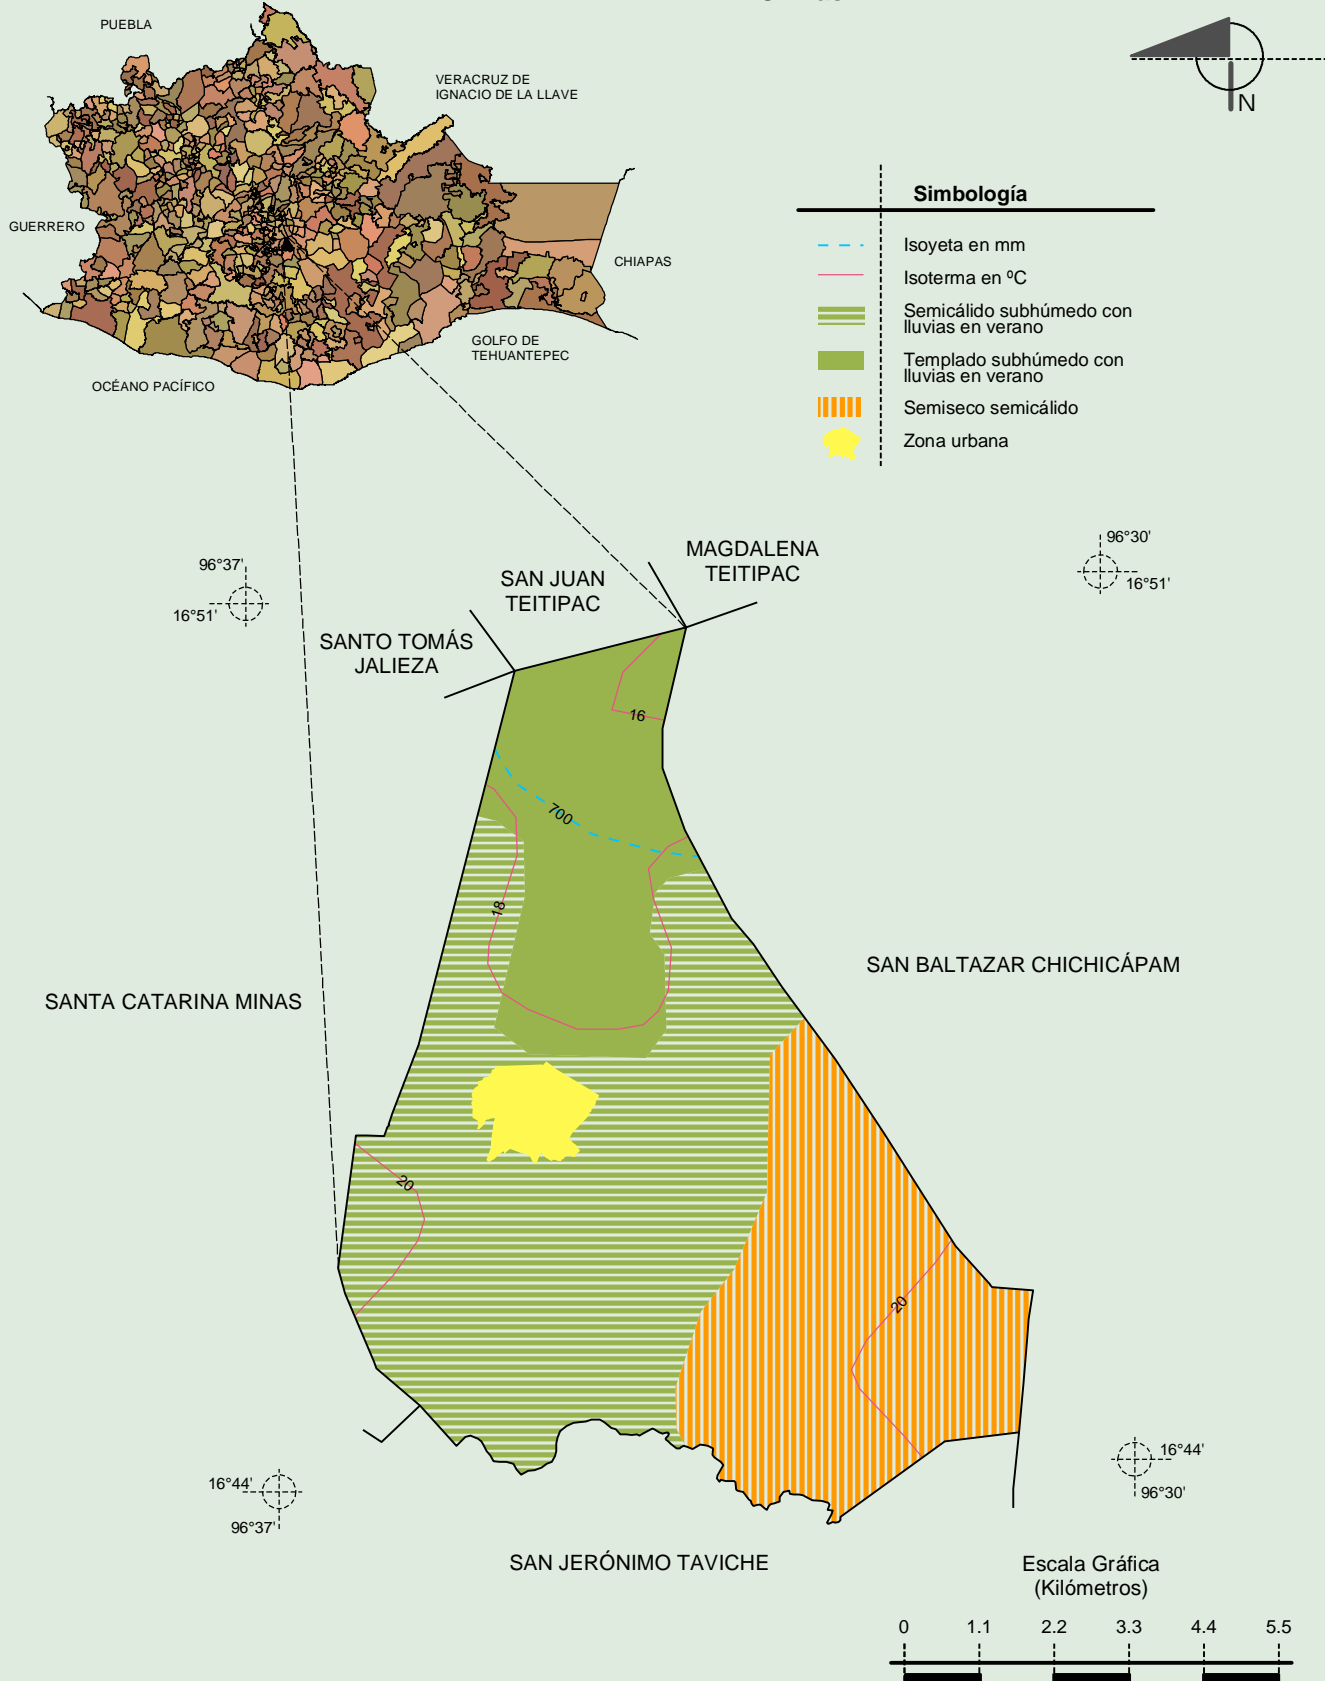 PUEBLA
VERACRUZ DE
IGNACIO DE LA LLAVE
GUERRERO
CHIAPAS
GOLFO DE
TEHUANTEPEC
OCÉANO PACÍFICO
N
Simbología
Isoyeta en mm
Isoterma en ºC
Semicálido subhúmedo con
lluvias en verano
Templado subhúmedo con
lluvias en verano
Semiseco semicálido
Zona urbana
96°37'
16°51'
96°30'
16°51'
MAGDALENA
TEITIPAC
SAN JUAN
TEITIPAC
SANTO TOMÁS
JALIEZA
16
700
18
SAN BALTAZAR CHICHICÁPAM
SANTA CATARINA MINAS
20
20
16°44'
96°37'
16°44'
96°30'
SAN JERÓNIMO TAVICHE
Escala Gráfica
(Kilómetros)
0 1.1 2.2 3.3 4.4 5.5